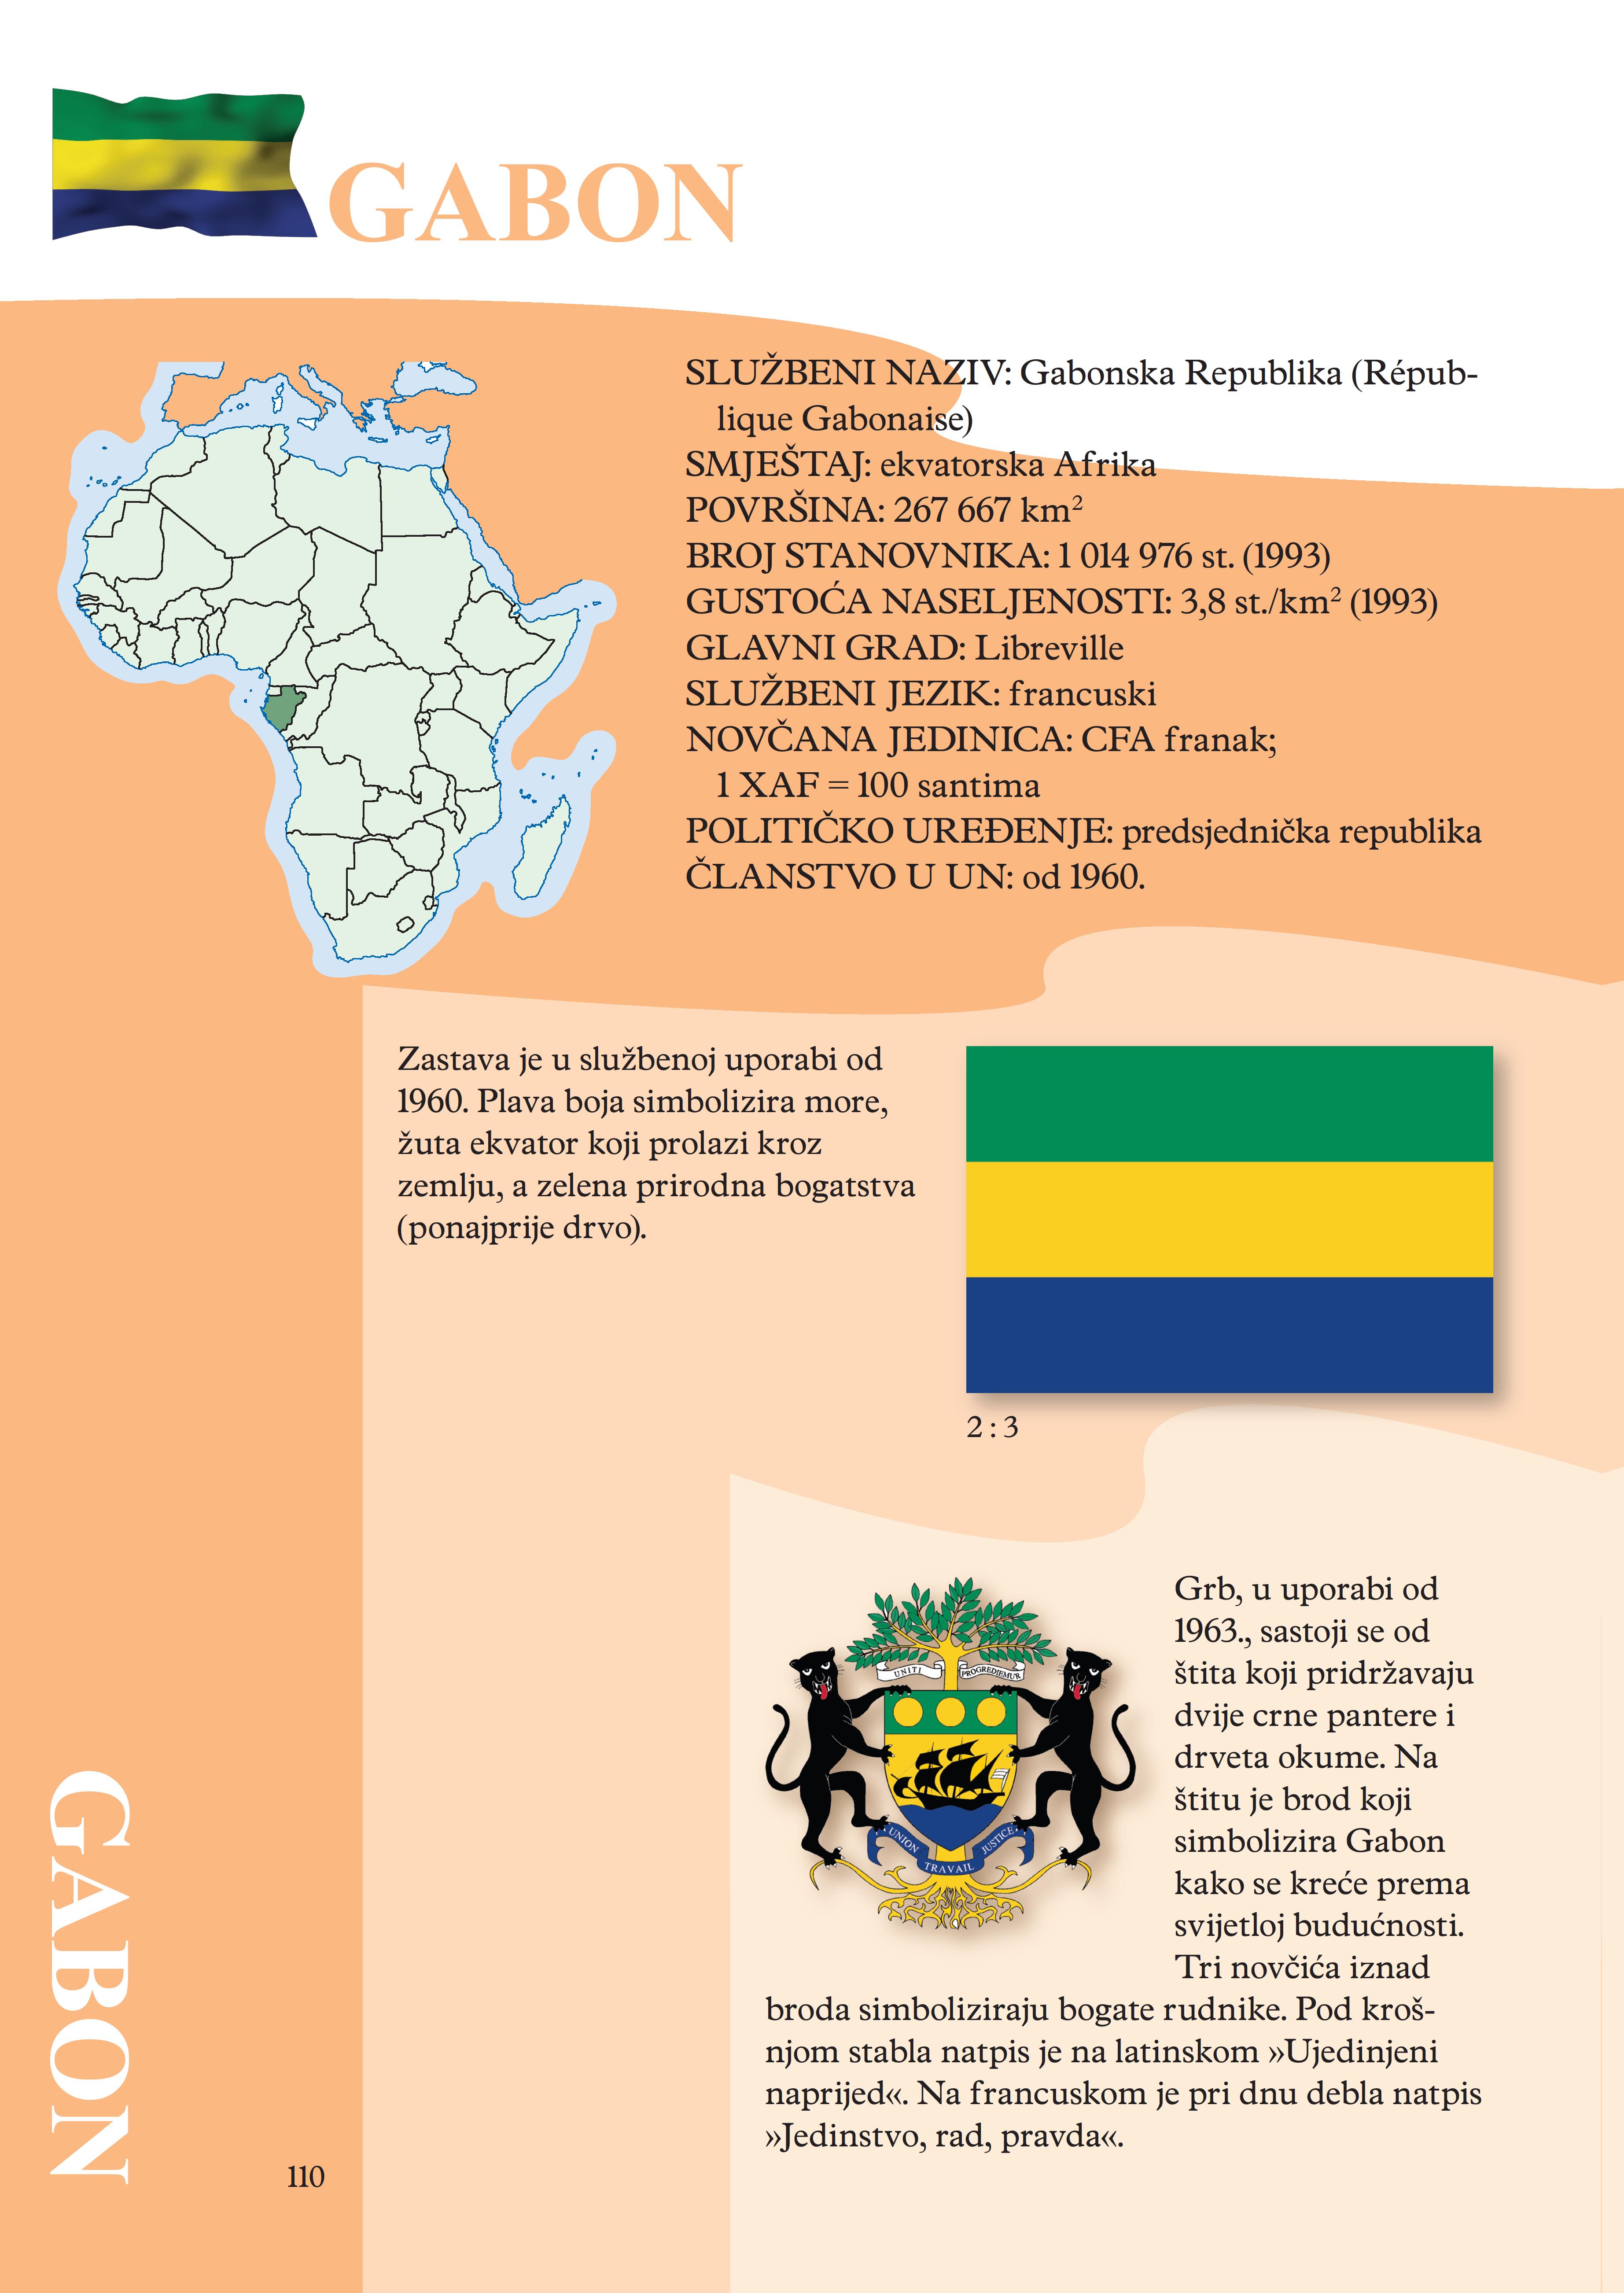 GABON
SLUŽBENI NAZIV: Gabonska Republika (Répub-
lique Gabonaise)
SMJEŠTAJ: ekvatorska Afrika
POVRŠINA: 267 667 km²
BROJ STANOVNIKA: 1 014 976 st. (1993)
GUSTOĆA NASELJENOSTI: 3,8 st./km² (1993)
GLAVNI GRAD: Libreville
SLUŽBENI JEZIK: francuski
NOVČANA JEDINICA: CFA franak;
1 XAF = 100 santima
POLITIČKO UREĐENJE: predsjednička republika
ČLANSTVO U UN: od 1960.
Zastava je u službenoj uporabi od
1960. Plava boja simbolizira more,
žuta ekvator koji prolazi kroz
zemlju, a zelena prirodna bogatstva
(ponajprije drvo).
2 : 3
UNITI PROGREDIEMUR
UNION TRAVAIL JUSTICE
Grb, u uporabi od
1963., sastoji se od
štita koji pridržavaju
dvije crne pantere i
drveta okume. Na
štitu je brod koji
simbolizira Gabon
kako se kreće prema
svijetloj budućnosti.
Tri novčića iznad
broda simboliziraju bogate rudnike. Pod kroš-
njom stabla natpis je na latinskom »Ujedinjeni
naprijed«. Na francuskom je pri dnu debla natpis
»Jedinstvo, rad, pravda«.
GABON
110